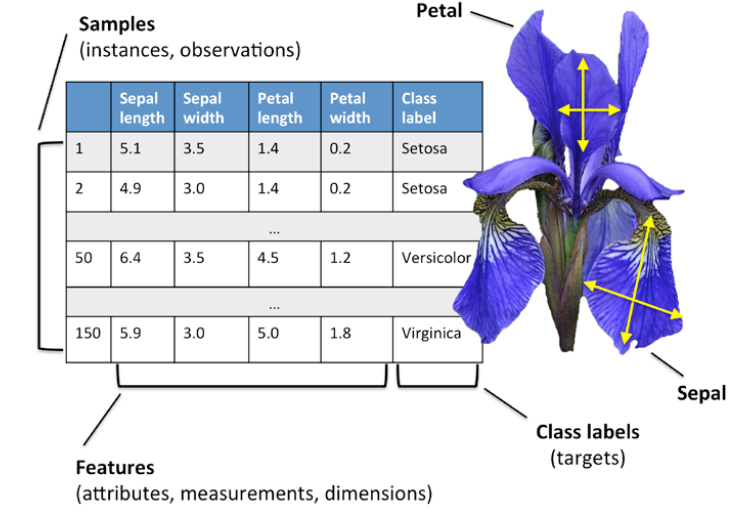 Petal
Samples
(instances, observations)
Sepal length Sepal width Petal length Petal width Class label
1 5.1 3.5 1.4 0.2 Setosa
2 4.9 3.0 1.4 0.2 Setosa
...
50 6.4 3.5 4.5 1.2 Versicolor
...
150 5.9 3.0 5.0 1.8 Virginica
Sepal
Class labels
(targets)
Features
(attributes, measurements, dimensions)